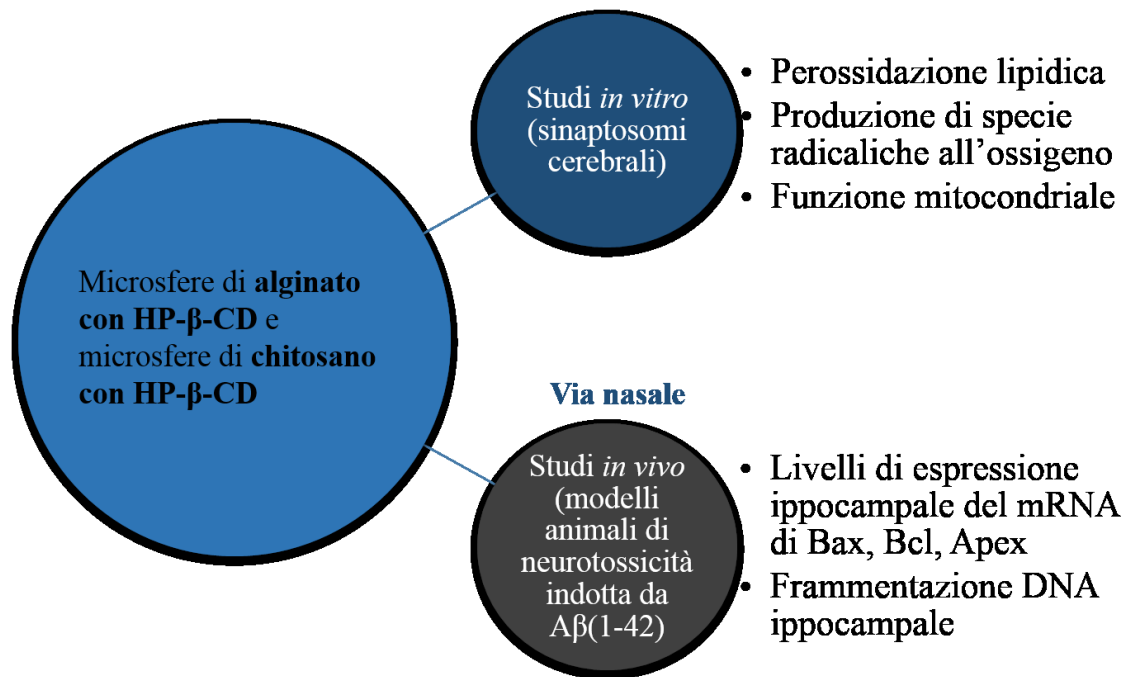 Microsfere di alginato
con HP-β-CD e
microsfere di chitosano
con HP-β-CD
Studi in vitro
(sinaptosomi
cerebrali)
• Perossidazione lipidica
• Produzione di specie
radicaliche all’ossigeno
• Funzione mitocondriale
Via nasale
Studi in vivo
(modelli
animali di
neurotossicità
indotta da
Aβ(1-42)
• Livelli di espressione
ippocampale del mRNA
di Bax, Bcl, Apex
• Frammentazione DNA
ippocampale